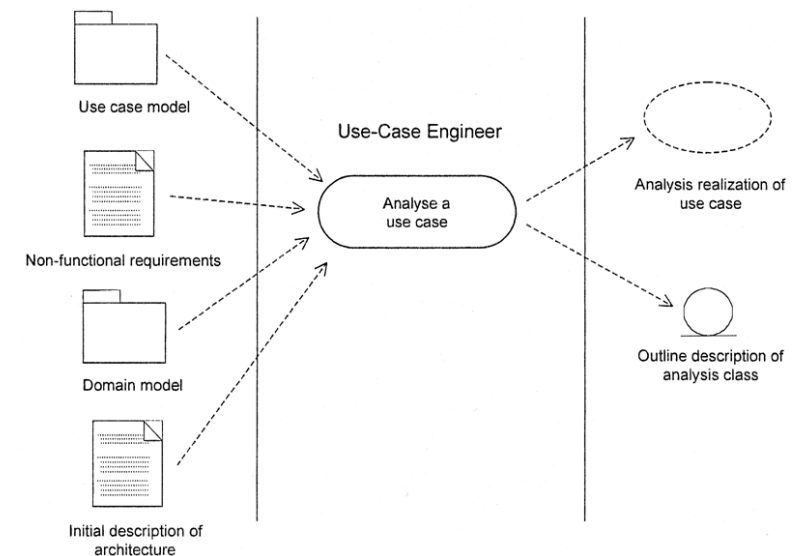 Use case model
Non-functional requirements
Domain model
Initial description of
architecture
Use-Case Engineer
Analyse a
use case
Analysis realization of
use case
Outline description of
analysis class